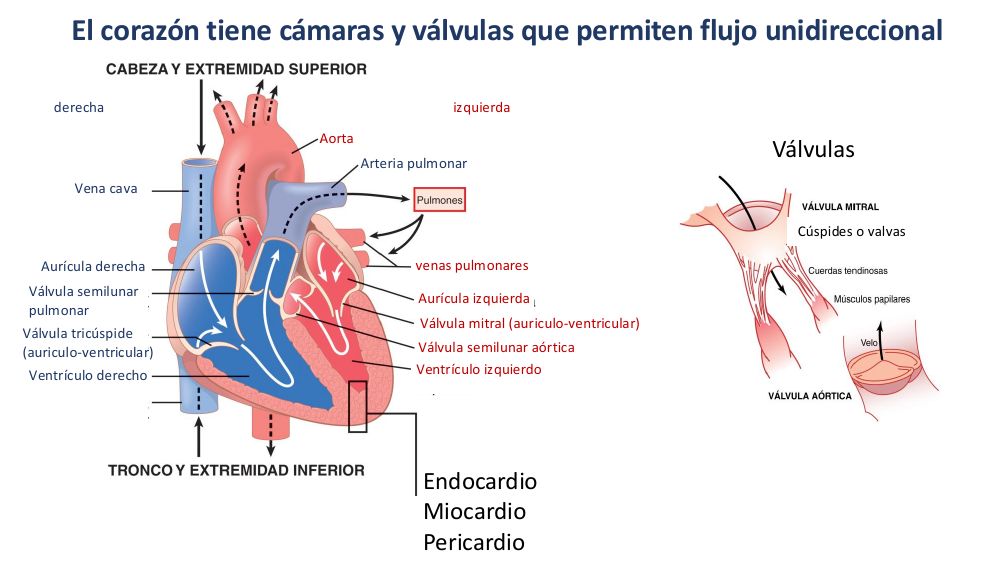 El corazón tiene cámaras y válvulas que permiten flujo unidireccional
CABEZA Y EXTREMIDAD SUPERIOR
derecha
izquierda
Aorta
Arteria pulmonar
Vena cava
Pulmones
Aurícula derecha
venas pulmonares
Válvula semilunar
pulmonar
Aurícula izquierda
Válvula tricúspide
(auriculo-ventricular)
Válvula mitral (auriculo-ventricular)
Válvula semilunar aórtica
Ventrículo derecho
Ventrículo izquierdo
TRONCO Y EXTREMIDAD INFERIOR
Endocardio
Miocardio
Pericardio
Válvulas
VÁLVULA MITRAL
Cúspides o valvas
Cuerdas tendinosas
Músculos papilares
Velo
VÁLVULA AÓRTICA